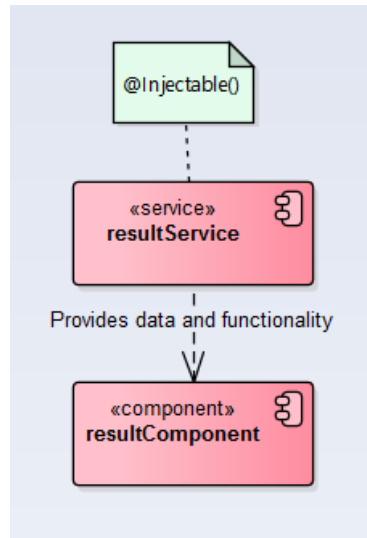 @Injectable()
«service»
resultService
Provides data and functionality
«component»
resultComponent